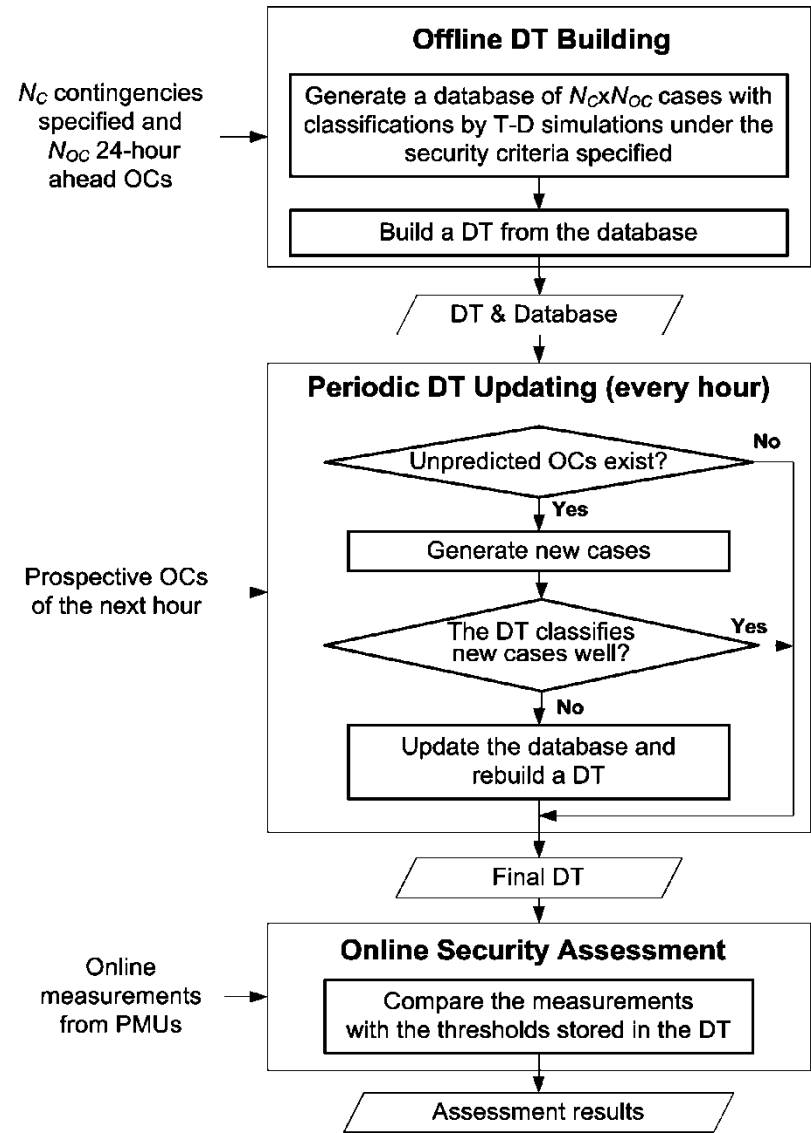 Offline DT Building
N_C contingencies
specified and
N_OC 24-hour
ahead OCs
Generate a database of N_CxN_OC cases with
classifications by T-D simulations under the
security criteria specified
Build a DT from the database
DT & Database
Periodic DT Updating (every hour)
Unpredicted OCs exist?
No
Yes
Generate new cases
Prospective OCs
of the next hour
The DT classifies
new cases well?
Yes
No
Update the database and
rebuild a DT
Final DT
Online Security Assessment
Online
measurements
from PMUs
Compare the measurements
with the thresholds stored in the DT
Assessment results